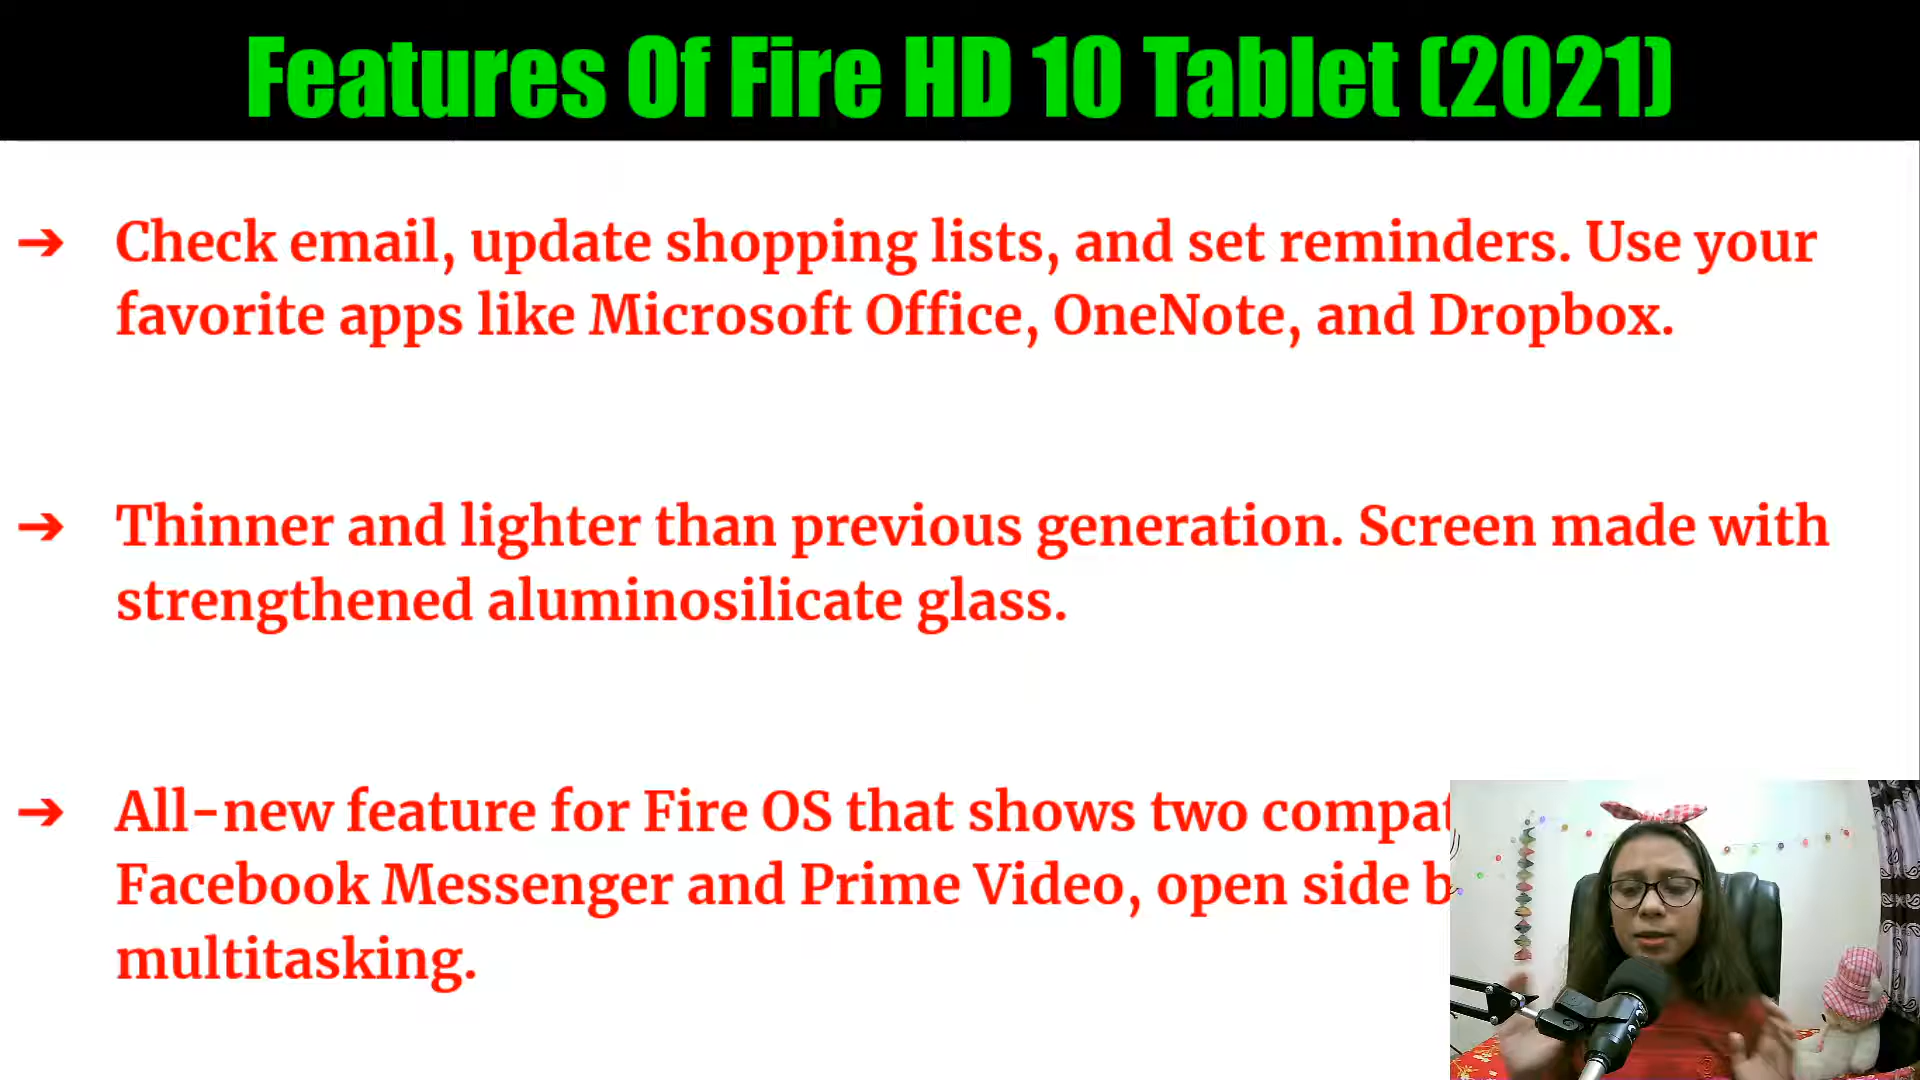 Features Of Fire HD 10 Tablet (2021)
➔ Check email, update shopping lists, and set reminders. Use your
favorite apps like Microsoft Office, OneNote, and Dropbox.
➔ Thinner and lighter than previous generation. Screen made with
strengthened aluminosilicate glass.
➔ All-new feature for Fire OS that shows two
Facebook Messenger and Prime Video, open side
multitasking.